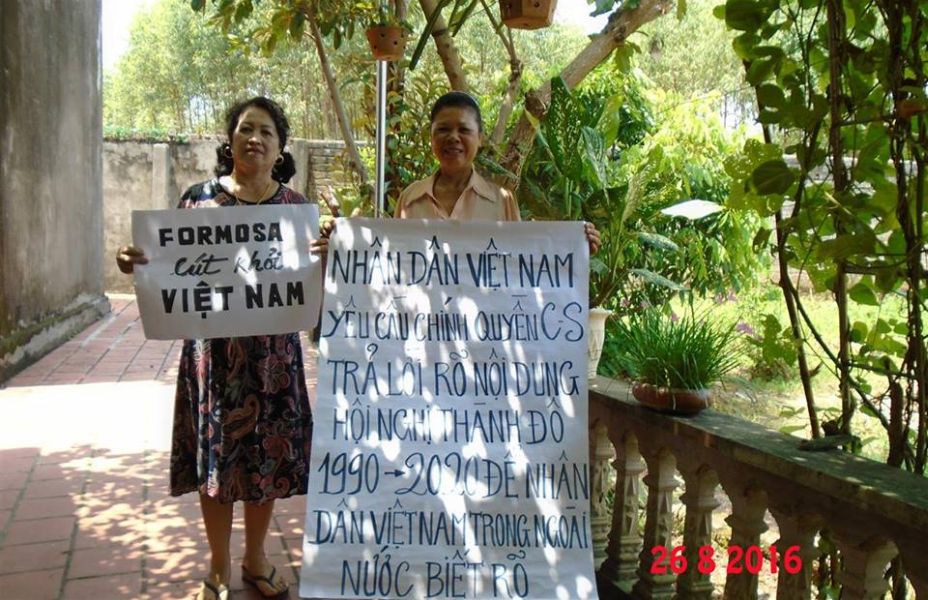 FORMOSA
cút khỏi
VIỆT NAM
NHÂN DÂN VIỆT NAM
YÊU CẦU CHÍNH QUYỀN C-S
TRẢ LỜI RÕ NỘI DUNG
HỘI NGHỊ THÀNH ĐÔ
1990→2020 ĐỂ NHÂN
DÂN VIỆT NAM TRONG NGOÀI
NƯỚC BIẾT RÕ
26 8 2016